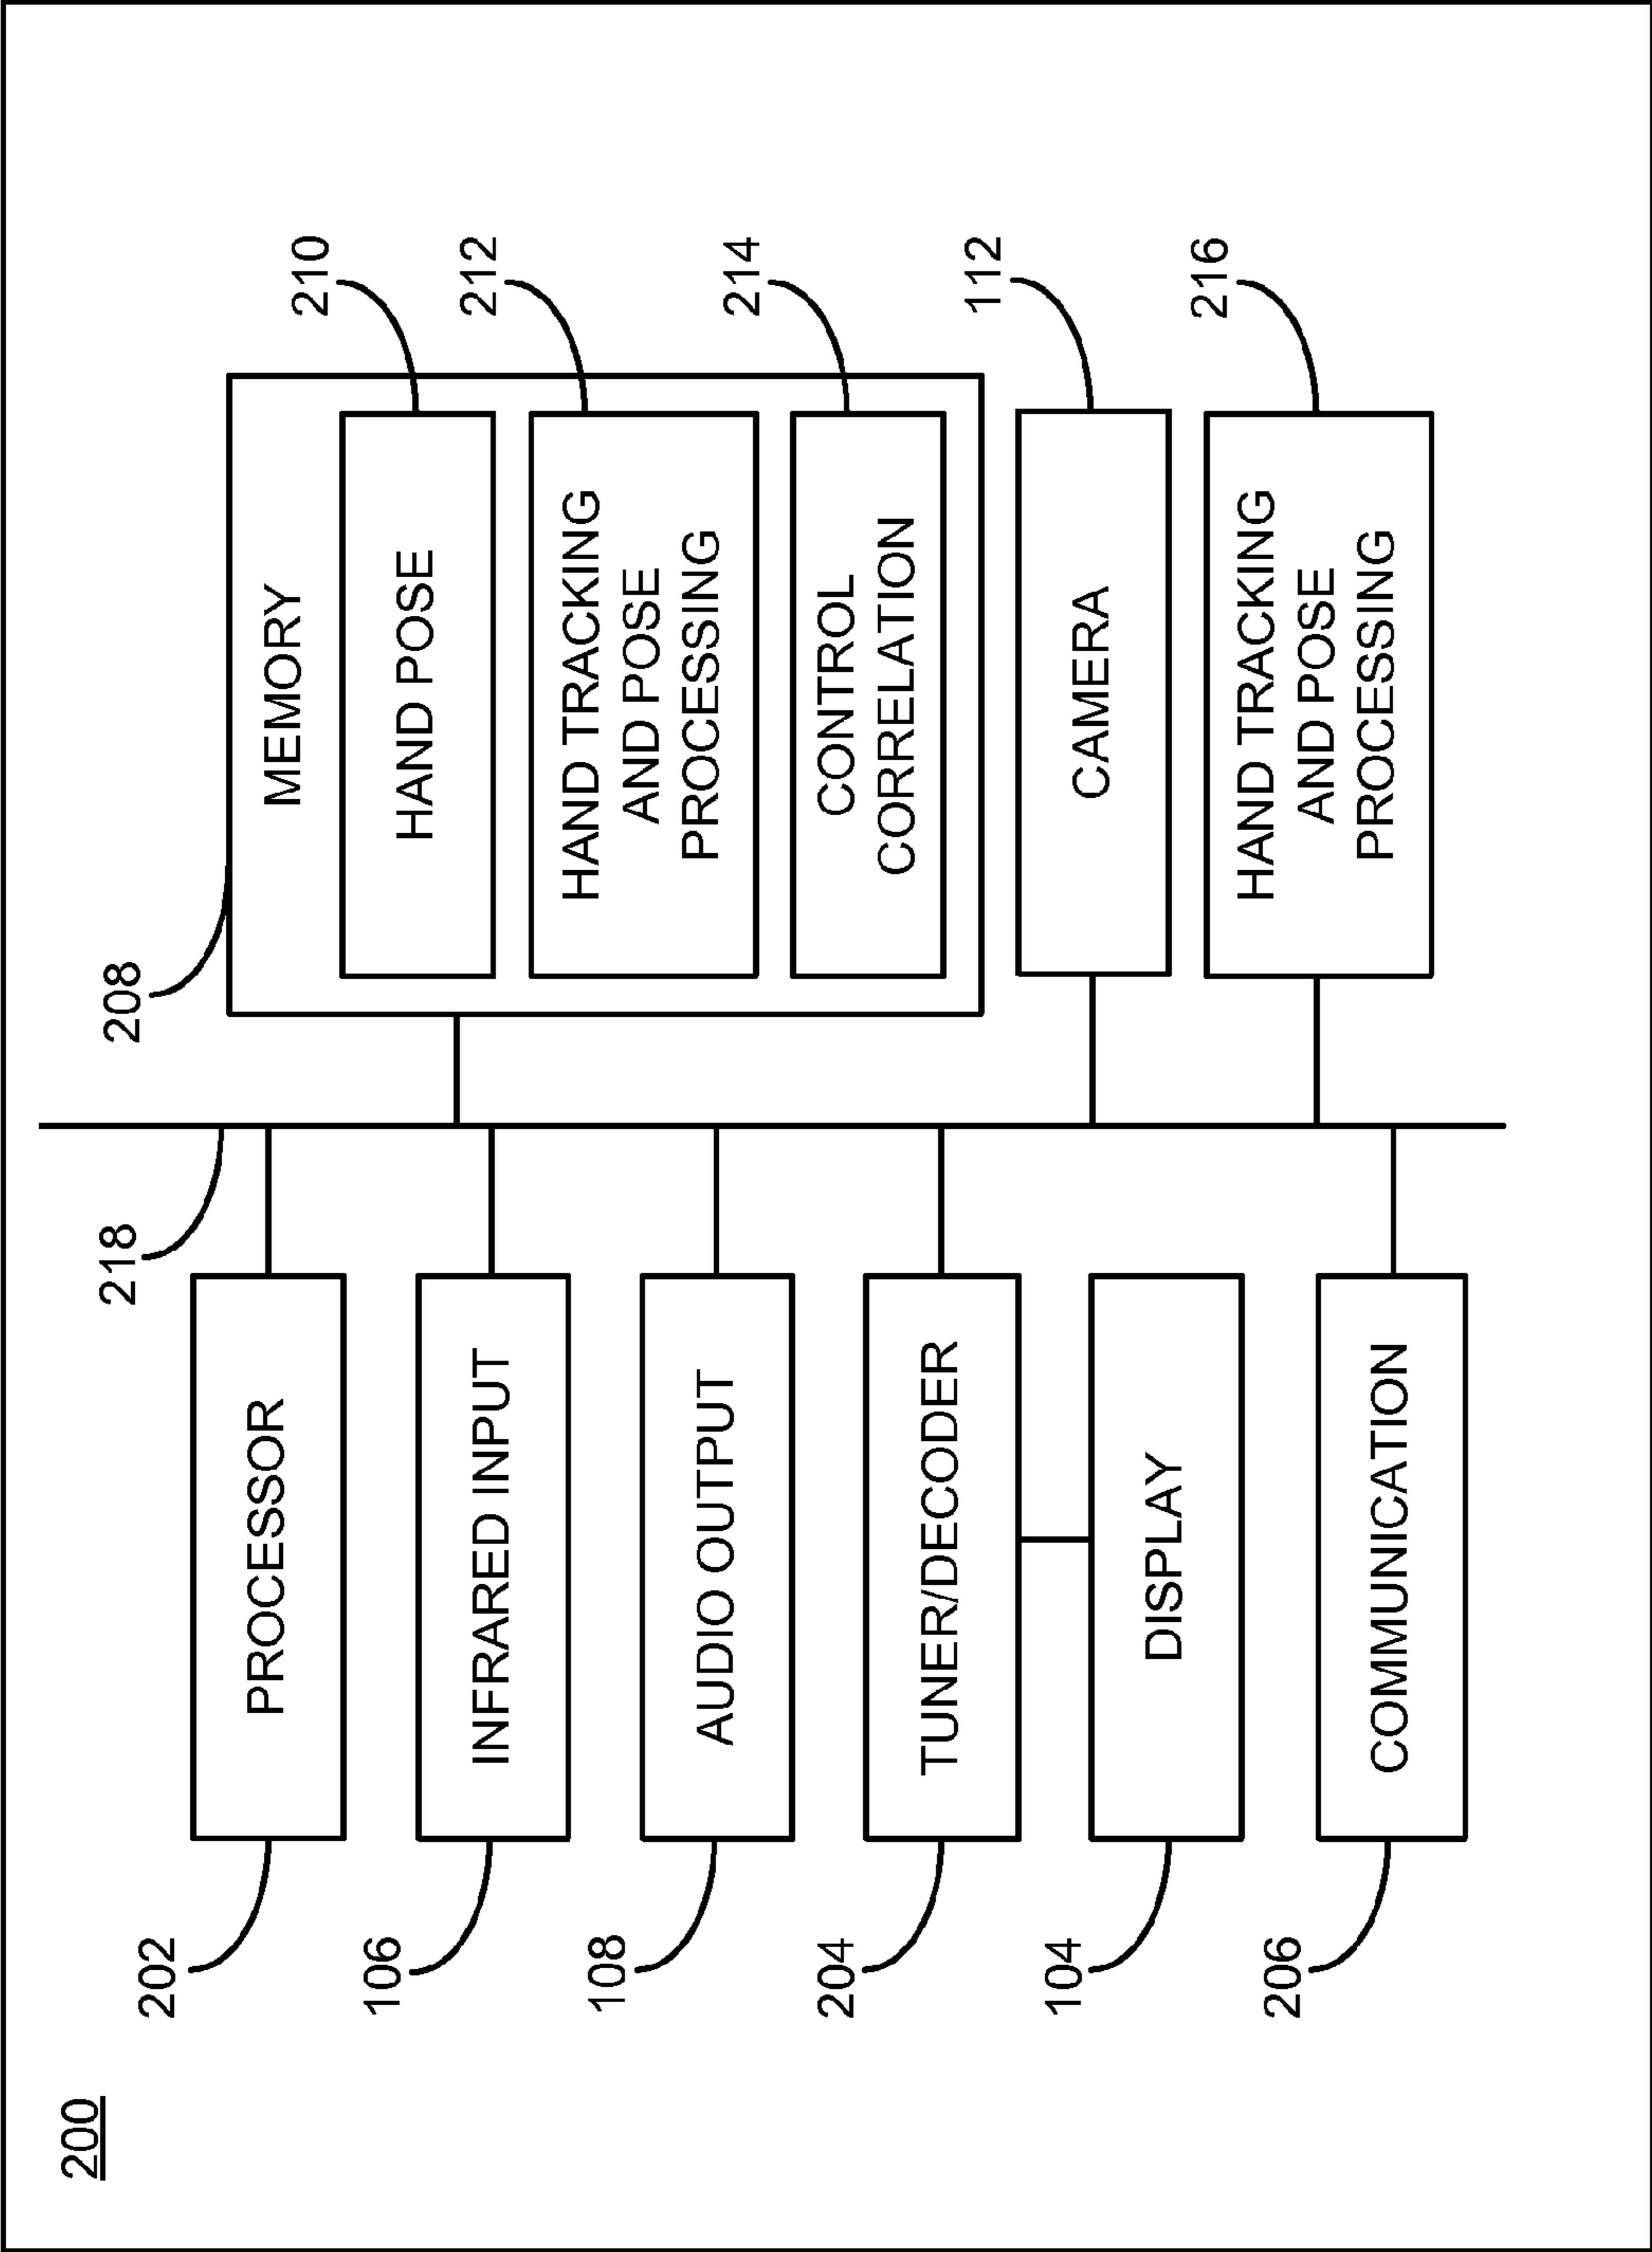 200
218
208
202
PROCESSOR
106
INFRARED INPUT
108
AUDIO OUTPUT
204
TUNER/DECODER
104
DISPLAY
206
COMMUNICATION
MEMORY
HAND POSE
210
HAND TRACKING
AND POSE
PROCESSING
212
CONTROL
CORRELATION
214
CAMERA
112
HAND TRACKING
AND POSE
PROCESSING
216